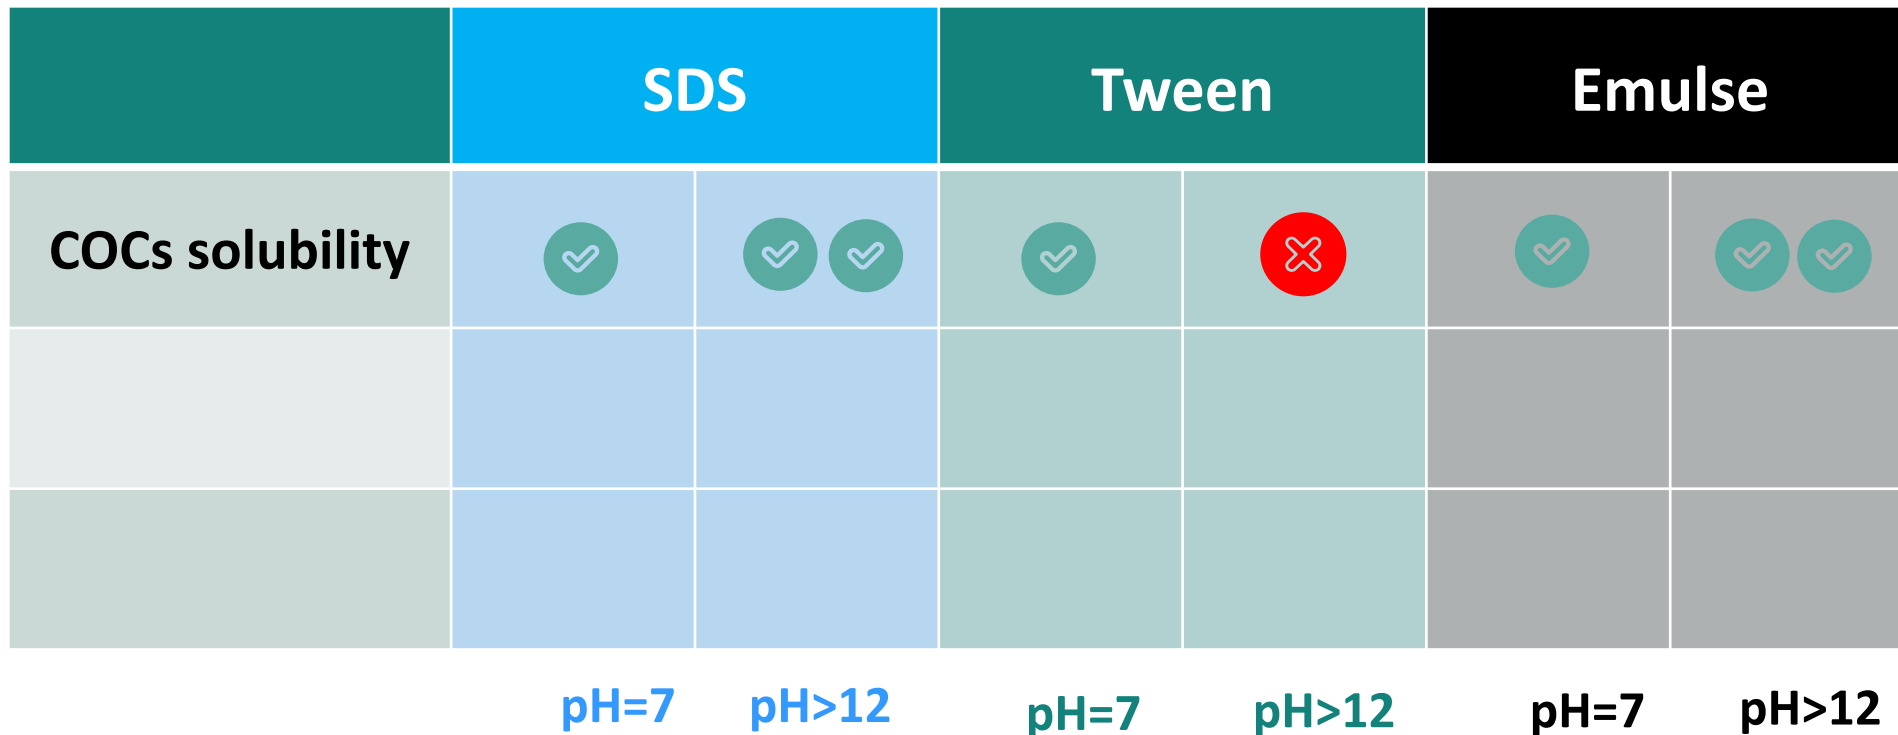 SDS Tween Emulse
COCs solubility
pH=7 pH>12 pH=7 pH>12 pH=7 pH>12